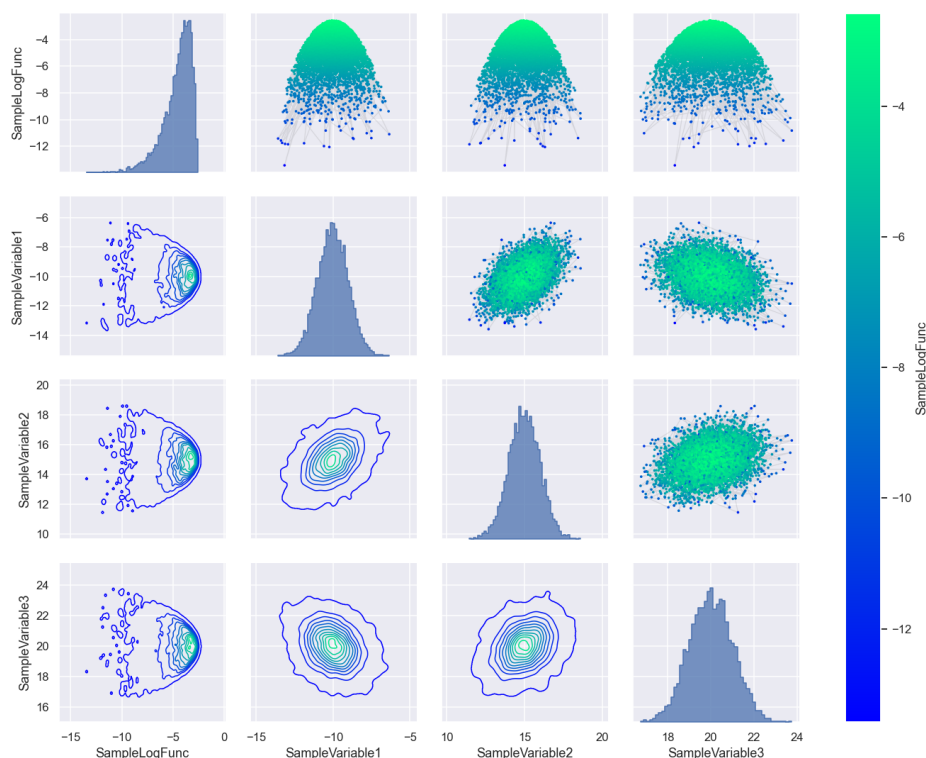 SampleLogFunc
−4
−6
−8
−10
−12
SampleVariable1
−6
−8
−10
−12
−14
SampleVariable2
20
18
16
14
12
10
SampleVariable3
24
22
20
18
16
−15 −10 −5 0
SampleLogFunc
−15 −10 −5
SampleVariable1
10 15 20
SampleVariable2
16 18 20 22 24
SampleVariable3
−4
−6
−8
−10
−12
SampleLogFunc